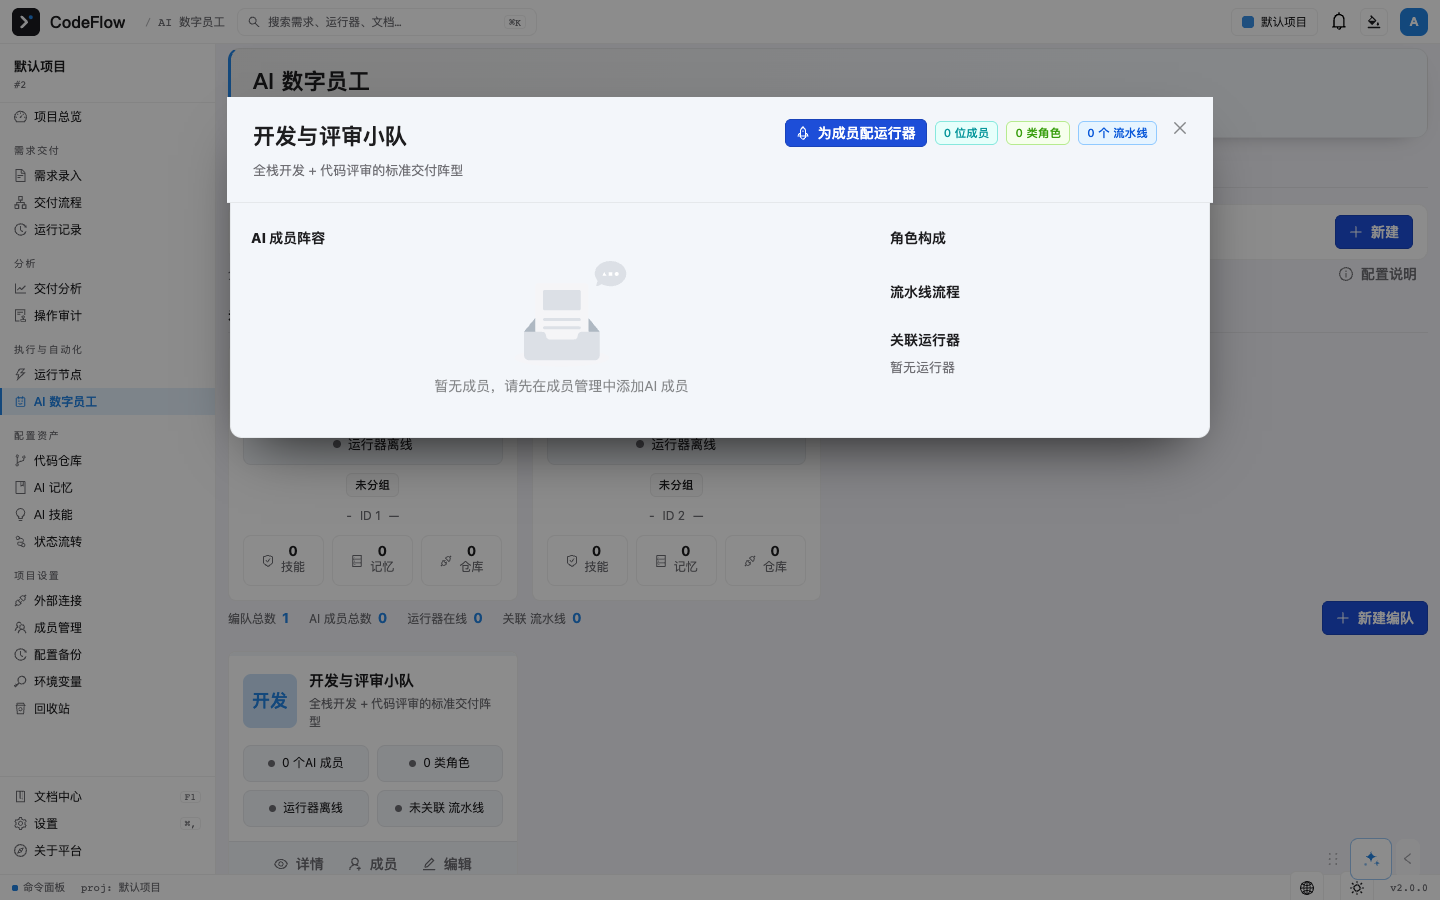 CodeFlow
/ AI 数字员工
搜索需求、运行器、文档...
⌘K
默认项目
A
默认项目
#2
项目总览
需求交付
需求录入
交付流程
运行记录
分析
交付分析
操作审计
执行与自动化
运行节点
AI 数字员工
配置资产
代码仓库
AI 记忆
AI 技能
状态流转
项目设置
外部连接
成员管理
配置备份
环境变量
回收站
文档中心
F1
设置
⌘,
关于平台
AI 数字员工
开发与评审小队
为成员配运行器
0 位成员
0 类角色
0 个 流水线
全栈开发 + 代码评审的标准交付阵型
AI 成员阵容
暂无成员，请先在成员管理中添加AI 成员
角色构成
流水线流程
关联运行器
暂无运行器
新建
配置说明
运行器离线
未分组
- ID 1 —
0
技能
0
记忆
0
仓库
运行器离线
未分组
- ID 2 —
0
技能
0
记忆
0
仓库
编队总数 1
AI 成员总数 0
运行器在线 0
关联 流水线 0
新建编队
开发
开发与评审小队
全栈开发 + 代码评审的标准交付阵
型
0 个AI 成员
0 类角色
运行器离线
未关联 流水线
详情
成员
编辑
命令面板
proj: 默认项目
v2.0.0